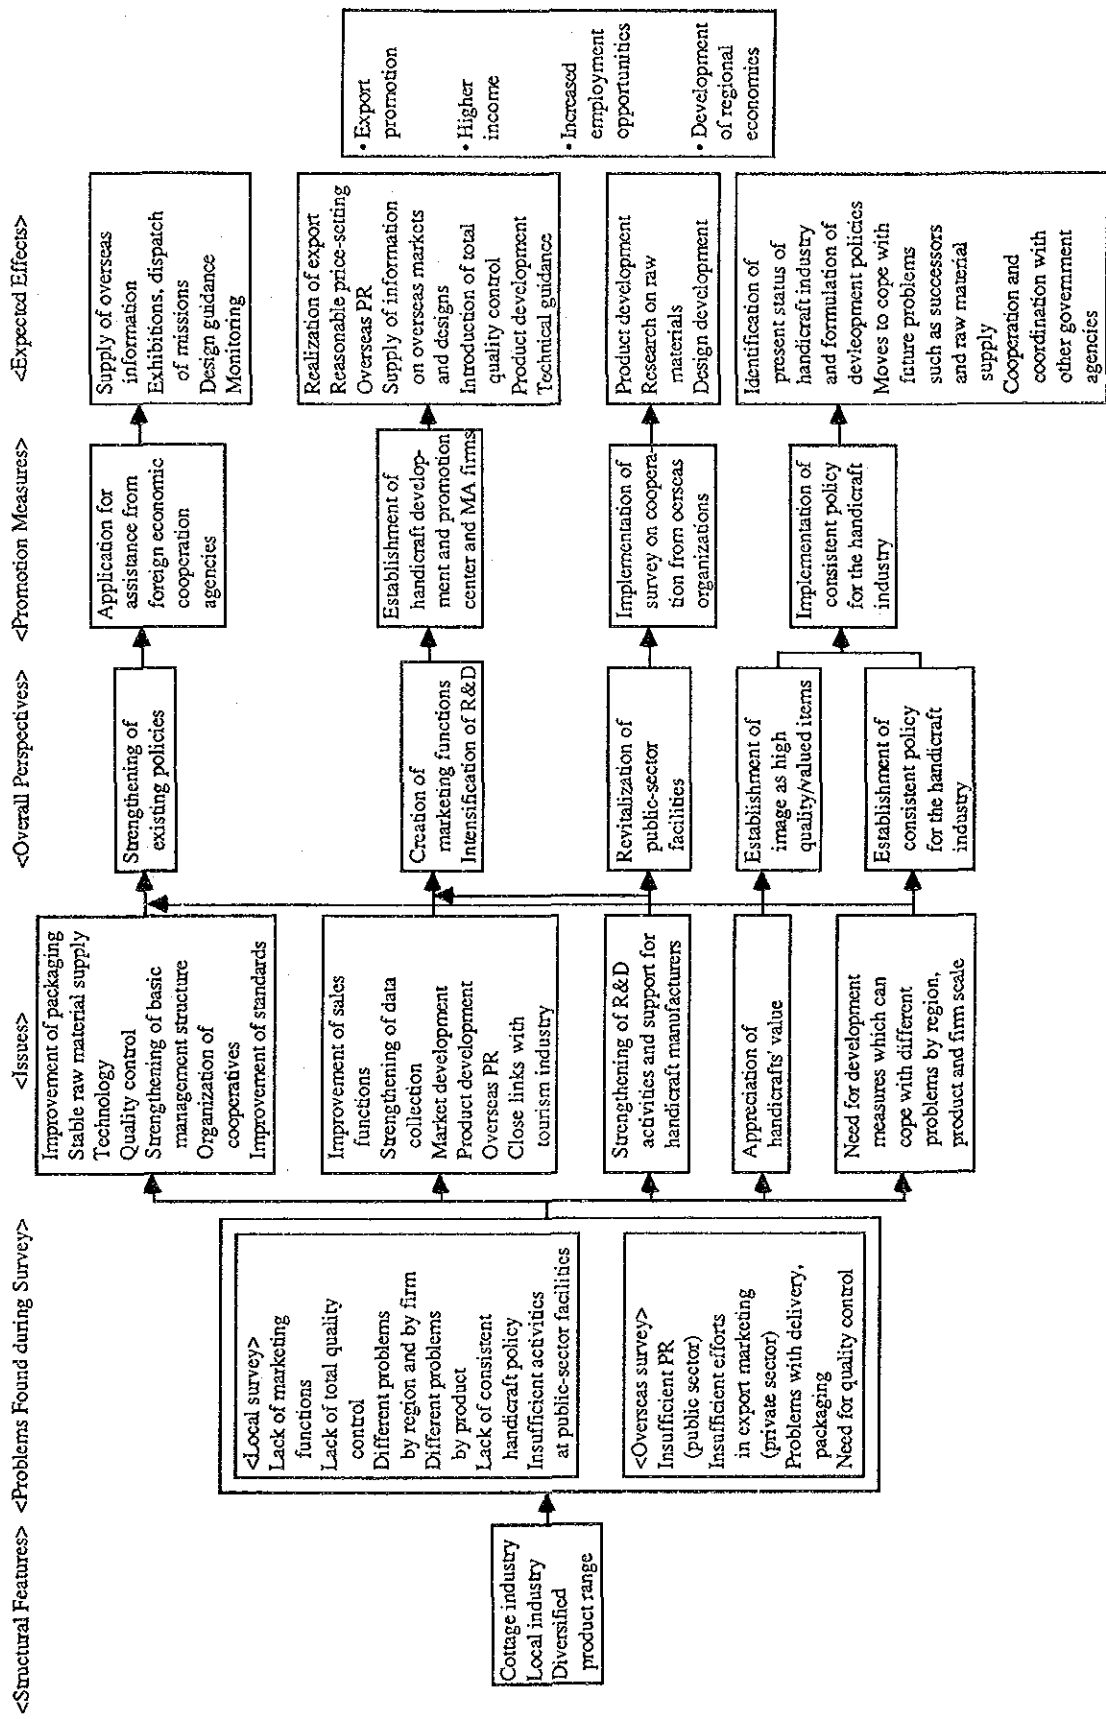 <Structural Features>
<Problems Found during Survey>
<Issues>
<Overall Perspectives>
<Promotion Measures>
<Expected Effects>
Cottage industry
Local industry
Diversified
product range
<Local survey>
Lack of marketing
functions
Lack of total quality
control
Different problems
by region and by firm
Different problems
by product
Lack of consistent
handicraft policy
Insufficient activities
at public-sector facilities
<Overseas survey>
Insufficient PR
(public sector)
Insufficient efforts
in export marketing
(private sector)
Problems with delivery,
packaging
Need for quality control
Improvement of packaging
Stable raw material supply
Technology
Quality control
Strengthening of basic
management structure
Organization of
cooperatives
Improvement of standards
Improvement of sales
functions
Strengthening of data
collection
Market development
Product development
Overseas PR
Close links with
tourism industry
Strengthening of R&D
activities and support for
handicraft manufacturers
Appreciation of
handicrafts' value
Need for development
measures which can
cope with different
problems by region,
product and firm scale
Strengthening of
existing policies
Creation of
marketing functions
Intensification of R&D
Revitalization of
public-sector
facilities
Establishment of
image as high
quality/valued items
Establishment of
consistent policy
for the handicraft
industry
Application for
assistance from
foreign economic
cooperation
agencies
Establishment of
handicraft develop-
ment and promotion
center and MA firms
Implementation of
survey on coopera-
tion from ocrseas
organizations
Implementation of
consistent policy
for the handicraft
industry
Supply of overseas
information
Exhibitions, dispatch
of missions
Design guidance
Monitoring
Realization of export
Reasonable price-setting
Overseas PR
Supply of information
on overseas markets
and designs
Introduction of total
quality control
Product development
Technical guidance
Product development
Research on raw
materials
Design development
Identification of
present status of
handicraft industry
and formulation of
devleopment policies
Moves to cope with
future problems
such as successors
and raw material
supply
Cooperation and
coordination with
other government
agencies
• Export
promotion
• Higher
income
• Increased
employment
opportunities
• Development
of regional
economies